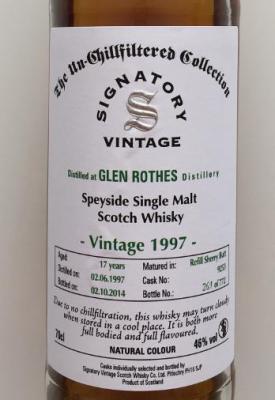 The Un-Chillfiltered Collection
SIGNATORY
S
VINTAGE
Distilled at GLEN ROTHES Distillery
Speyside Single Malt
Scotch Whisky
- Vintage 1997 -
Aged 17 years Matured in: Refill Sherry Butt
Distilled on: 02.06.1997 Cask No:
Bottled on: 02.10.2014 Bottle No.:
Due to no chillfiltration, this whisky may turn cloudy
when stored in a cool place. It is both more
full bodied and full flavoured.
70cl 46% vol
NATURAL COLOUR
Casks individually selected and bottled by
Signatory Vintage Scotch Whisky Co. Ltd. Pitlochry PH16 5JP
Product of Scotland